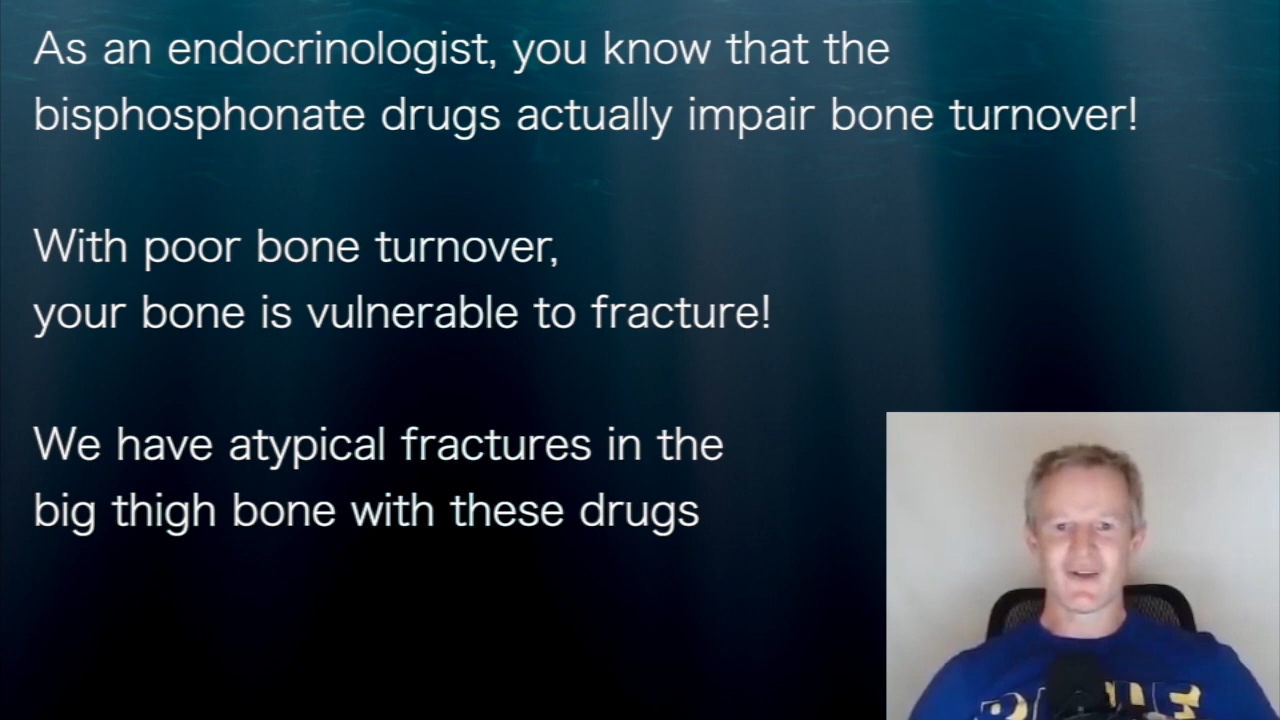 As an endocrinologist, you know that the
bisphosphonate drugs actually impair bone turnover!
With poor bone turnover,
your bone is vulnerable to fracture!
We have atypical fractures in the
big thigh bone with these drugs